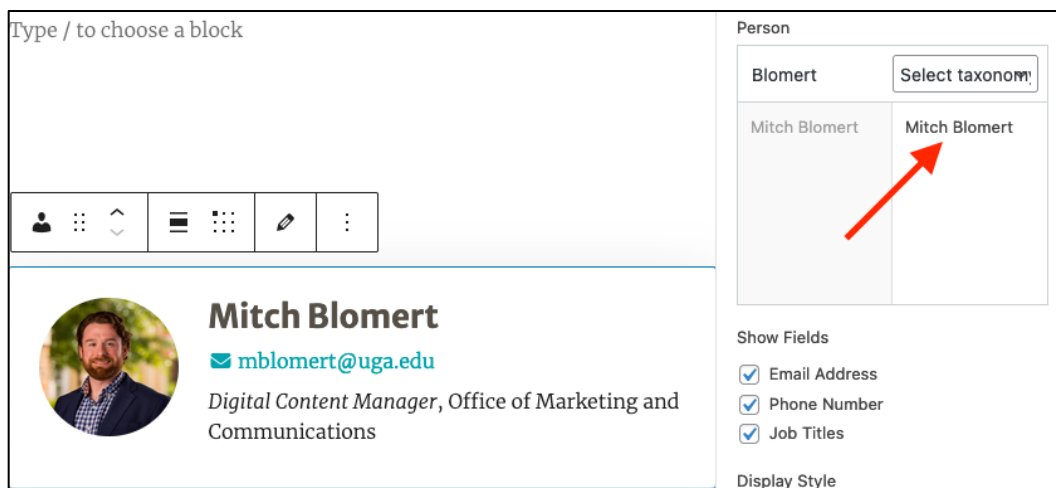 Type / to choose a block
Mitch Blomert
mblomert@uga.edu
Digital Content Manager, Office of Marketing and
Communications
Person
Blomert
Select taxonomy
Mitch Blomert
Mitch Blomert
Show Fields
Email Address
Phone Number
Job Titles
Display Style